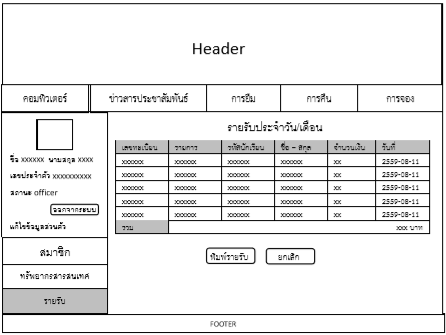 Header
คอมพิวเตอร์ ข่าวสารประชาสัมพันธ์ การยืม การคืน การจอง
ชื่อ xxxxxx นามสกุล xxxx
เลขประจำตัว xxxxxxxxxx
สถานะ officer
ออกจากระบบ
แก้ไขข้อมูลส่วนตัว
สมาชิก
ทรัพยากรสารสนเทศ
รายรับ
รายรับประจำวัน/เดือน
เลขทะเบียน รายการ รหัสนักเรียน ชื่อ - สกุล จำนวนเงิน วันที่
xxxxxx xxxxxx xxxxxx xxxxxx xx 2559-08-11
xxxxxx xxxxxx xxxxxx xxxxxx xx 2559-08-11
xxxxxx xxxxxx xxxxxx xxxxxx xx 2559-08-11
xxxxxx xxxxxx xxxxxx xxxxxx xx 2559-08-11
xxxxxx xxxxxx xxxxxx xxxxxx xx 2559-08-11
รวม xxx บาท
พิมพ์รายรับ ยกเลิก
FOOTER